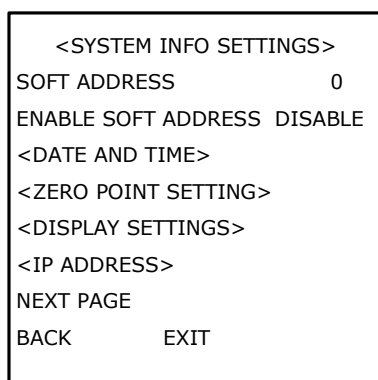 <SYSTEM INFO SETTINGS>
SOFT ADDRESS 0
ENABLE SOFT ADDRESS DISABLE
<DATE AND TIME>
<ZERO POINT SETTING>
<DISPLAY SETTINGS>
<IP ADDRESS>
NEXT PAGE
BACK EXIT